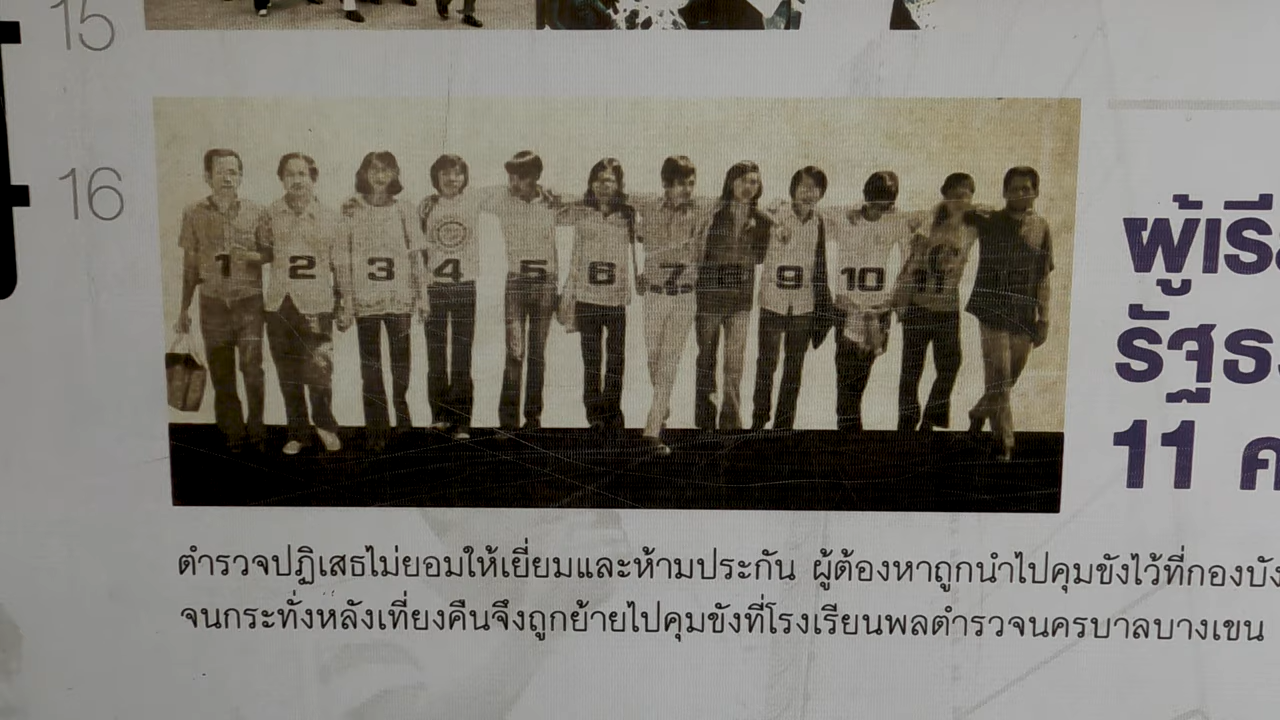 15
16
1 2 3 4 5 6 7 8 9 10 11
ผู้เรี
รัฐธ
11 ค
ตำรวจปฏิเสธไม่ยอมให้เยี่ยมและห้ามประกัน ผู้ต้องหาถูกนำไปคุมขังไว้ที่กองบัง
จนกระทั่งหลังเที่ยงคืนจึงถูกย้ายไปคุมขังที่โรงเรียนพลตำรวจนครบาลบางเขน